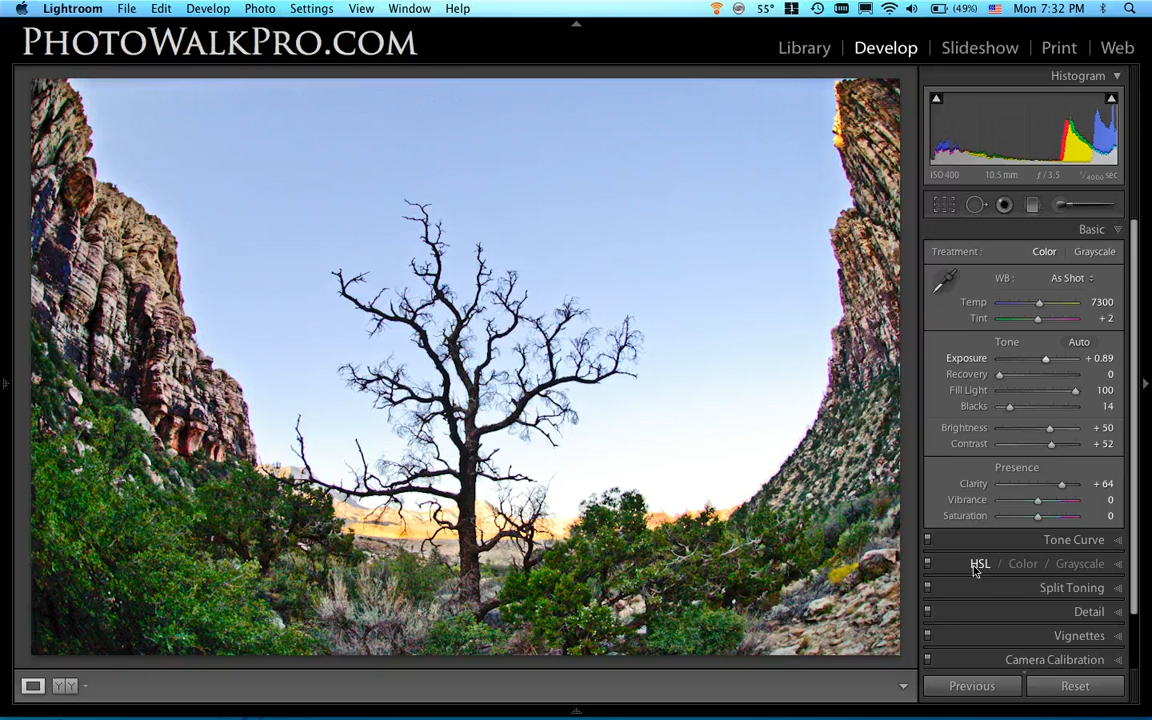 Lightroom File Edit Develop Photo Settings View Window Help 55° (49%) Mon 7:32 PM
PHOTOWALKPRO.COM
Library | Develop | Slideshow | Print | Web
Histogram
ISO 400 10.5 mm ƒ / 3.5 1/4000 sec
Basic
Treatment : Color Grayscale
WB : As Shot
Temp 7300
Tint + 2
Tone Auto
Exposure + 0.89
Recovery 0
Fill Light 100
Blacks 14
Brightness + 50
Contrast + 52
Presence
Clarity + 64
Vibrance 0
Saturation 0
Tone Curve
HSL / Color / Grayscale
Split Toning
Detail
Vignettes
Camera Calibration
Y Y
Previous Reset